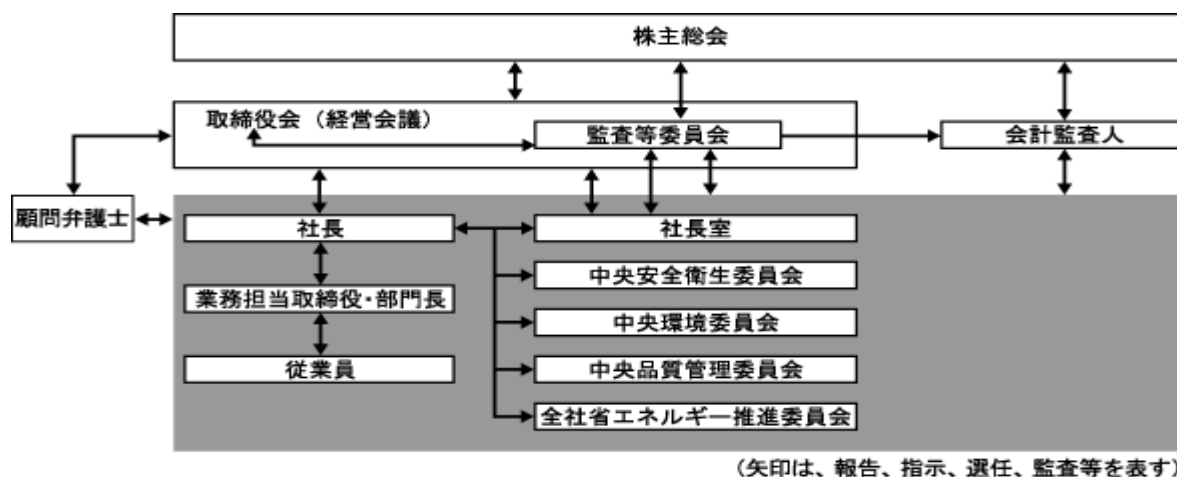 株主総会
取締役会（経営会議）
監査等委員会
会計監査人
顧問弁護士
社長
社長室
中央安全衛生委員会
業務担当取締役・部門長
中央環境委員会
従業員
中央品質管理委員会
全社省エネルギー推進委員会
（矢印は、報告、指示、選任、監査等を表す）